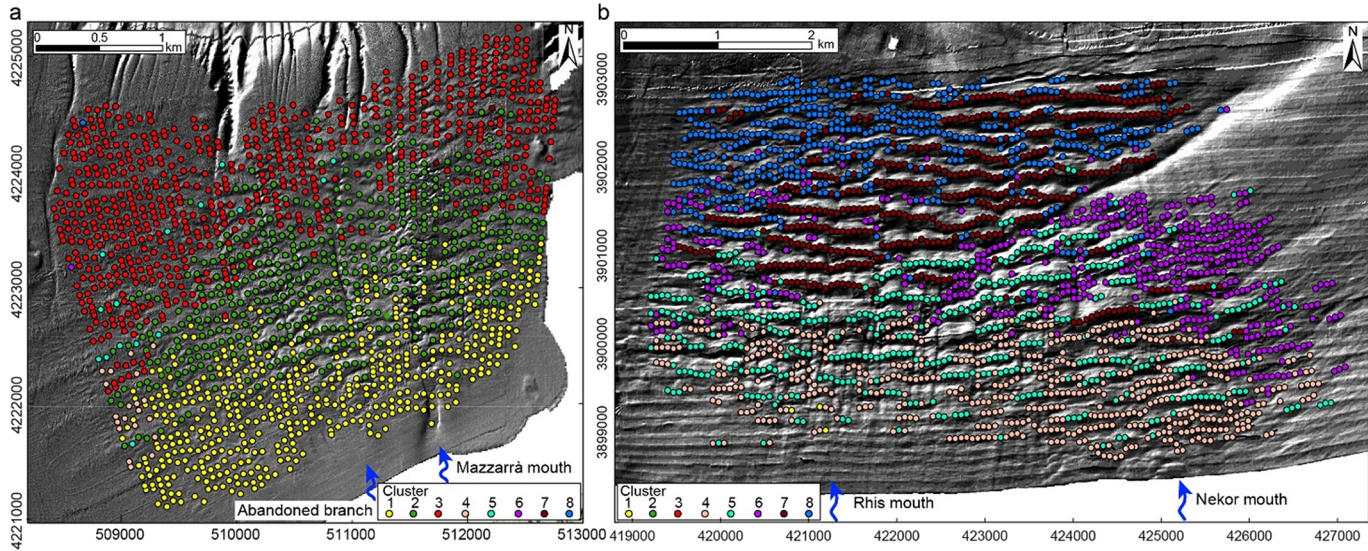 a
0 0.5 1
km
N
4225000
4224000
4223000
4222000
4221000
Mazzarrà mouth
Abandoned branch
Cluster
1 2 3 4 5 6 7 8
509000 510000 511000 512000 513000
b
0 1 2
km
N
3903000
3902000
3901000
3900000
3899000
Cluster
1 2 3 4 5 6 7 8
Rhis mouth
Nekor mouth
419000 420000 421000 422000 423000 424000 425000 426000 427000